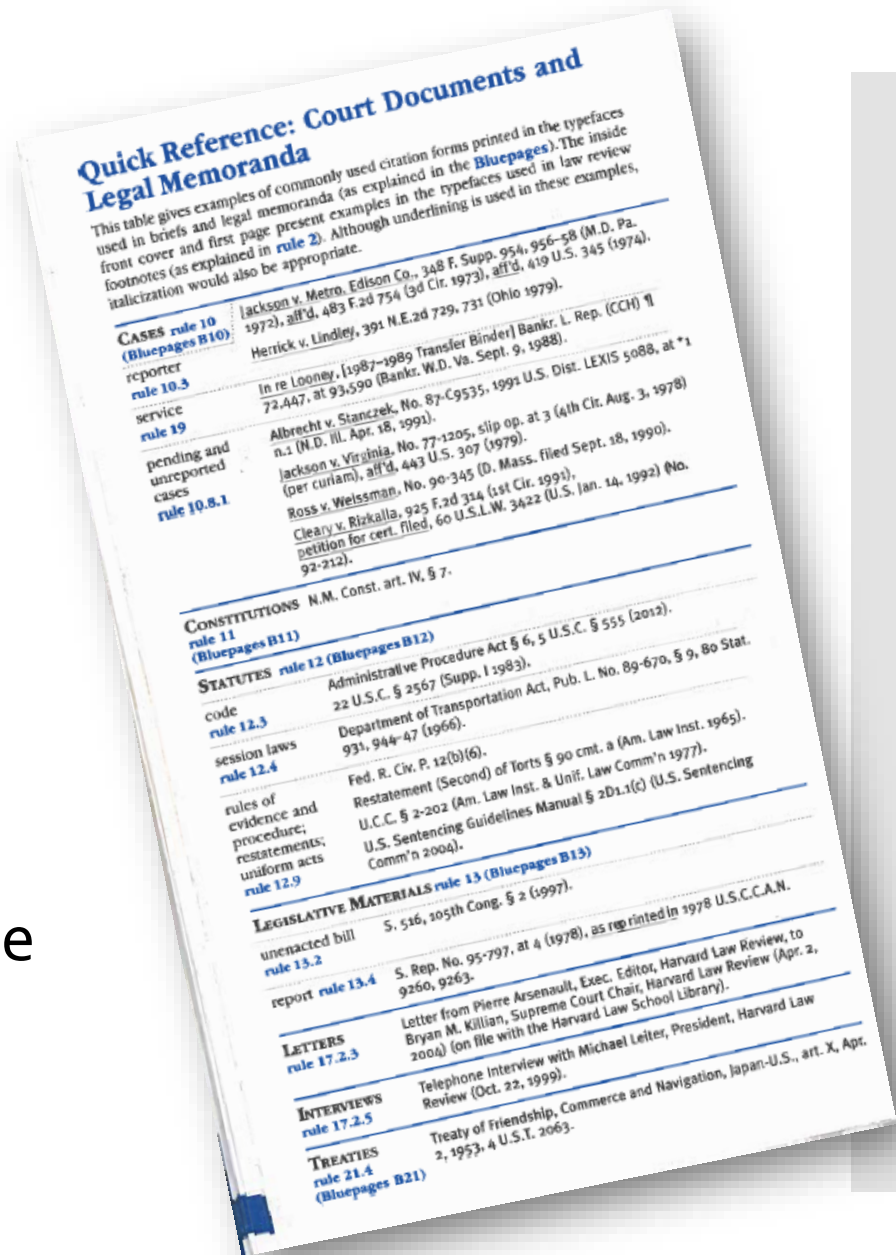 Quick Reference: Court Documents and
Legal Memoranda
This table gives examples of commonly used citation forms printed in the typefaces
used in briefs and legal memoranda (as explained in the Bluepages). The inside
front cover and first page present examples in the typefaces used in law review
footnotes (as explained in rule 2). Although underlining is used in these examples,
italicization would also be appropriate.
CASES rule 10
(Bluepages B10)
reporter
rule 10.3
Jackson v. Metro. Edison Co., 348 F. Supp. 954, 956–58 (M.D. Pa.
1972), aff'd, 483 F.2d 754 (3d Cir. 1973), aff'd, 419 U.S. 345 (1974).
Herrick v. Lindley, 391 N.E.2d 729, 731 (Ohio 1979).
service
rule 19
In re Looney, [1987–1989 Transfer Binder] Bankr. L. Rep. (CCH) ¶
72,447, at 93,590 (Bankr. W.D. Va. Sept. 9, 1988).
pending and
unreported
cases
rule 10.8.1
Albrecht v. Stanczek, No. 87-C9535, 1991 U.S. Dist. LEXIS 5088, at *1
n.1 (N.D. Ill. Apr. 18, 1991).
Jackson v. Virginia, No. 77-1205, slip op. at 3 (4th Cir. Aug. 3, 1978)
(per curiam), aff'd, 443 U.S. 307 (1979).
Ross v. Weissman, No. 90-345 (D. Mass. filed Sept. 18, 1990).
Cleary v. Rizkalla, 925 F.2d 314 (1st Cir. 1991),
petition for cert. filed, 60 U.S.L.W. 3422 (U.S. Jan. 14, 1992) (No.
92-212).
CONSTITUTIONS N.M. Const. art. IV, § 7.
rule 11
(Bluepages B11)
STATUTES rule 12 (Bluepages B12)
code
rule 12.3
Administrative Procedure Act § 6, 5 U.S.C. § 555 (2012).
22 U.S.C. § 2567 (Supp. I 1983).
session laws
rule 12.4
Department of Transportation Act, Pub. L. No. 89-670, § 9, 80 Stat.
931, 944–47 (1966).
rules of
evidence and
procedure;
restatements;
uniform acts
rule 12.9
Fed. R. Civ. P. 12(b)(6).
Restatement (Second) of Torts § 90 cmt. a (Am. Law Inst. 1965).
U.C.C. § 2-202 (Am. Law Inst. & Unif. Law Comm'n 1977).
U.S. Sentencing Guidelines Manual § 2D1.1(c) (U.S. Sentencing
Comm'n 2004).
LEGISLATIVE MATERIALS rule 13 (Bluepages B13)
unenacted bill
rule 13.2
S. 516, 105th Cong. § 2 (1997).
report rule 13.4
S. Rep. No. 95-797, at 4 (1978), as reprinted in 1978 U.S.C.C.A.N.
9260, 9263.
LETTERS
rule 17.2.3
Letter from Pierre Arsenault, Exec. Editor, Harvard Law Review, to
Bryan M. Killian, Supreme Court Chair, Harvard Law Review (Apr. 2,
2004) (on file with the Harvard Law School Library).
INTERVIEWS
rule 17.2.5
Telephone Interview with Michael Leiter, President, Harvard Law
Review (Oct. 22, 1999).
TREATIES
rule 21.4
(Bluepages B21)
Treaty of Friendship, Commerce and Navigation, Japan-U.S., art. X, Apr.
2, 1953, 4 U.S.T. 2063.
e